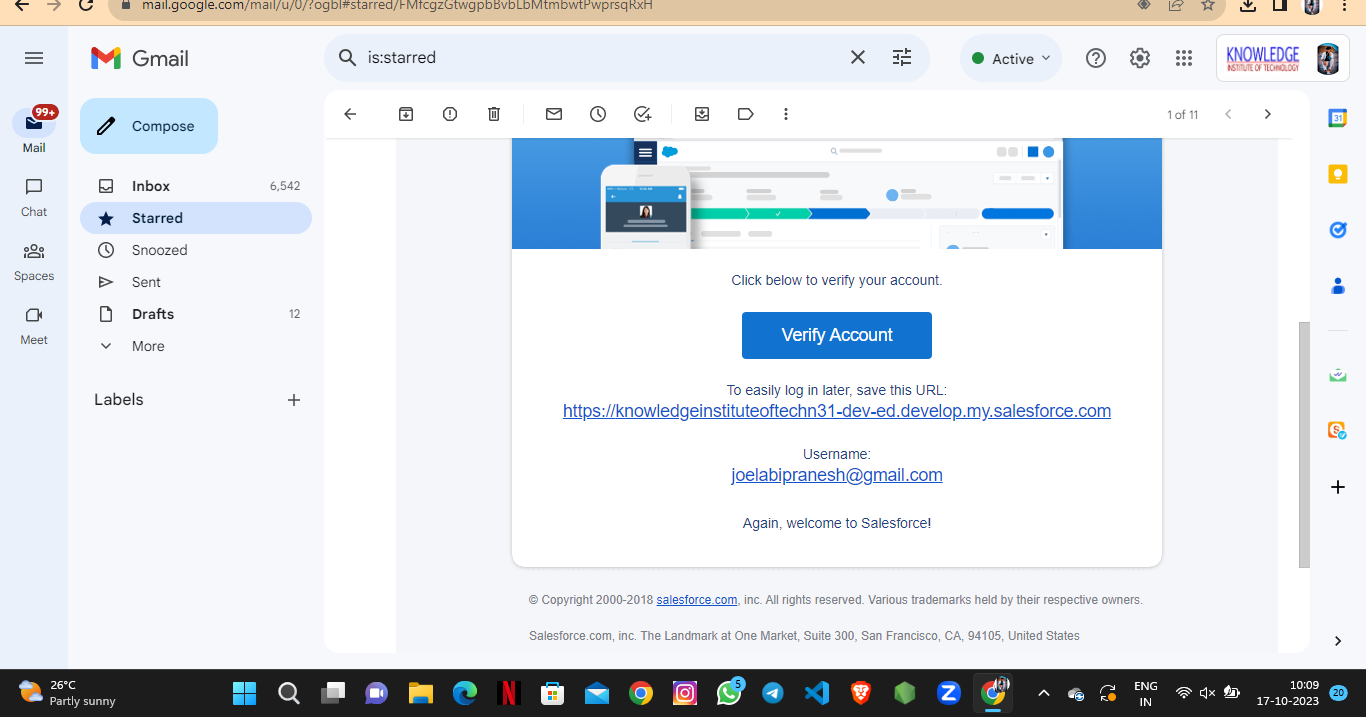 mail.google.com/mail/u/0/?ogbl#starred/FMfcgzGtwgpbBvbLbMtmbwtPwprsqRxH
Gmail
is:starred
Active
KNOWLEDGE
INSTITUTE OF TECHNOLOGY
99+
Mail
Chat
Spaces
Meet
Compose
Inbox 6,542
Starred
Snoozed
Sent
Drafts 12
More
Labels
1 of 11
31
Click below to verify your account.
Verify Account
To easily log in later, save this URL:
https://knowledgeinstituteoftechn31-dev-ed.develop.my.salesforce.com
Username:
joelabipranesh@gmail.com
Again, welcome to Salesforce!
© Copyright 2000-2018 salesforce.com, inc. All rights reserved. Various trademarks held by their respective owners.
Salesforce.com, inc. The Landmark at One Market, Suite 300, San Francisco, CA, 94105, United States
26°C
Partly sunny
5
ENG
IN
10:09
17-10-2023
20